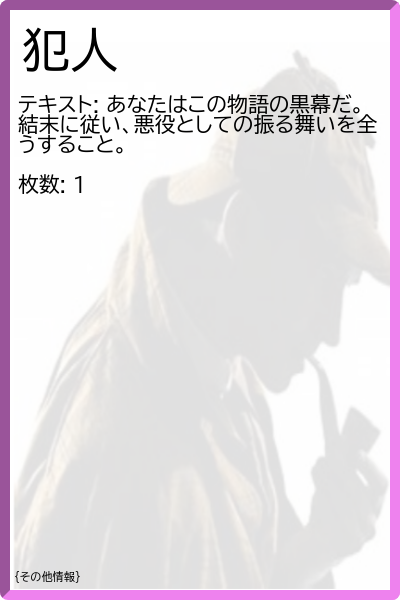 犯人
テキスト: あなたはこの物語の黒幕だ。
結末に従い、悪役としての振る舞いを全
うすること。
枚数: 1
{その他情報}